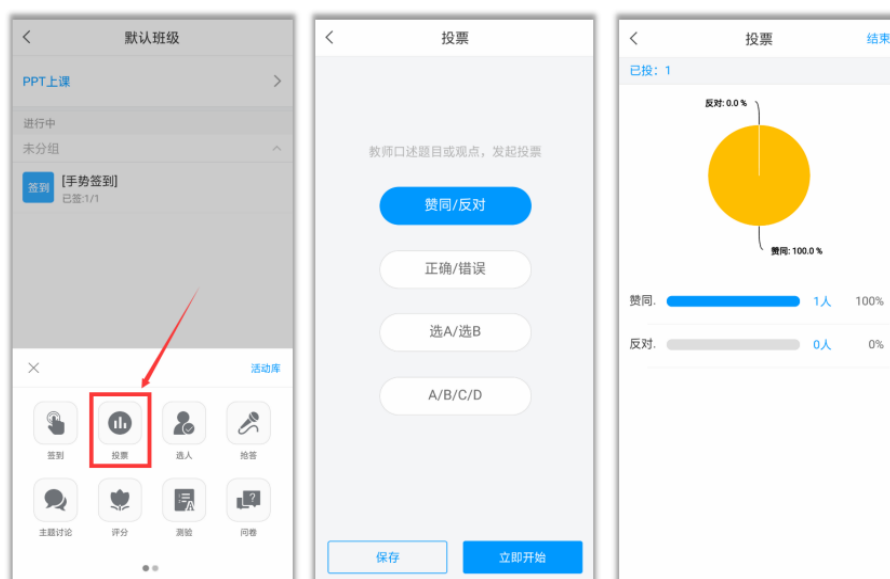 默认班级
PPT上课
进行中
未分组
签到
[手势签到]
已签:1/1
活动库
签到
投票
选人
抢答
主题讨论
评分
测验
问卷
投票
教师口述题目或观点，发起投票
赞同/反对
正确/错误
选A/选B
A/B/C/D
保存
立即开始
投票
结束
已投：1
反对: 0.0 %
赞同: 100.0 %
赞同. 1人 100%
反对. 0人 0%